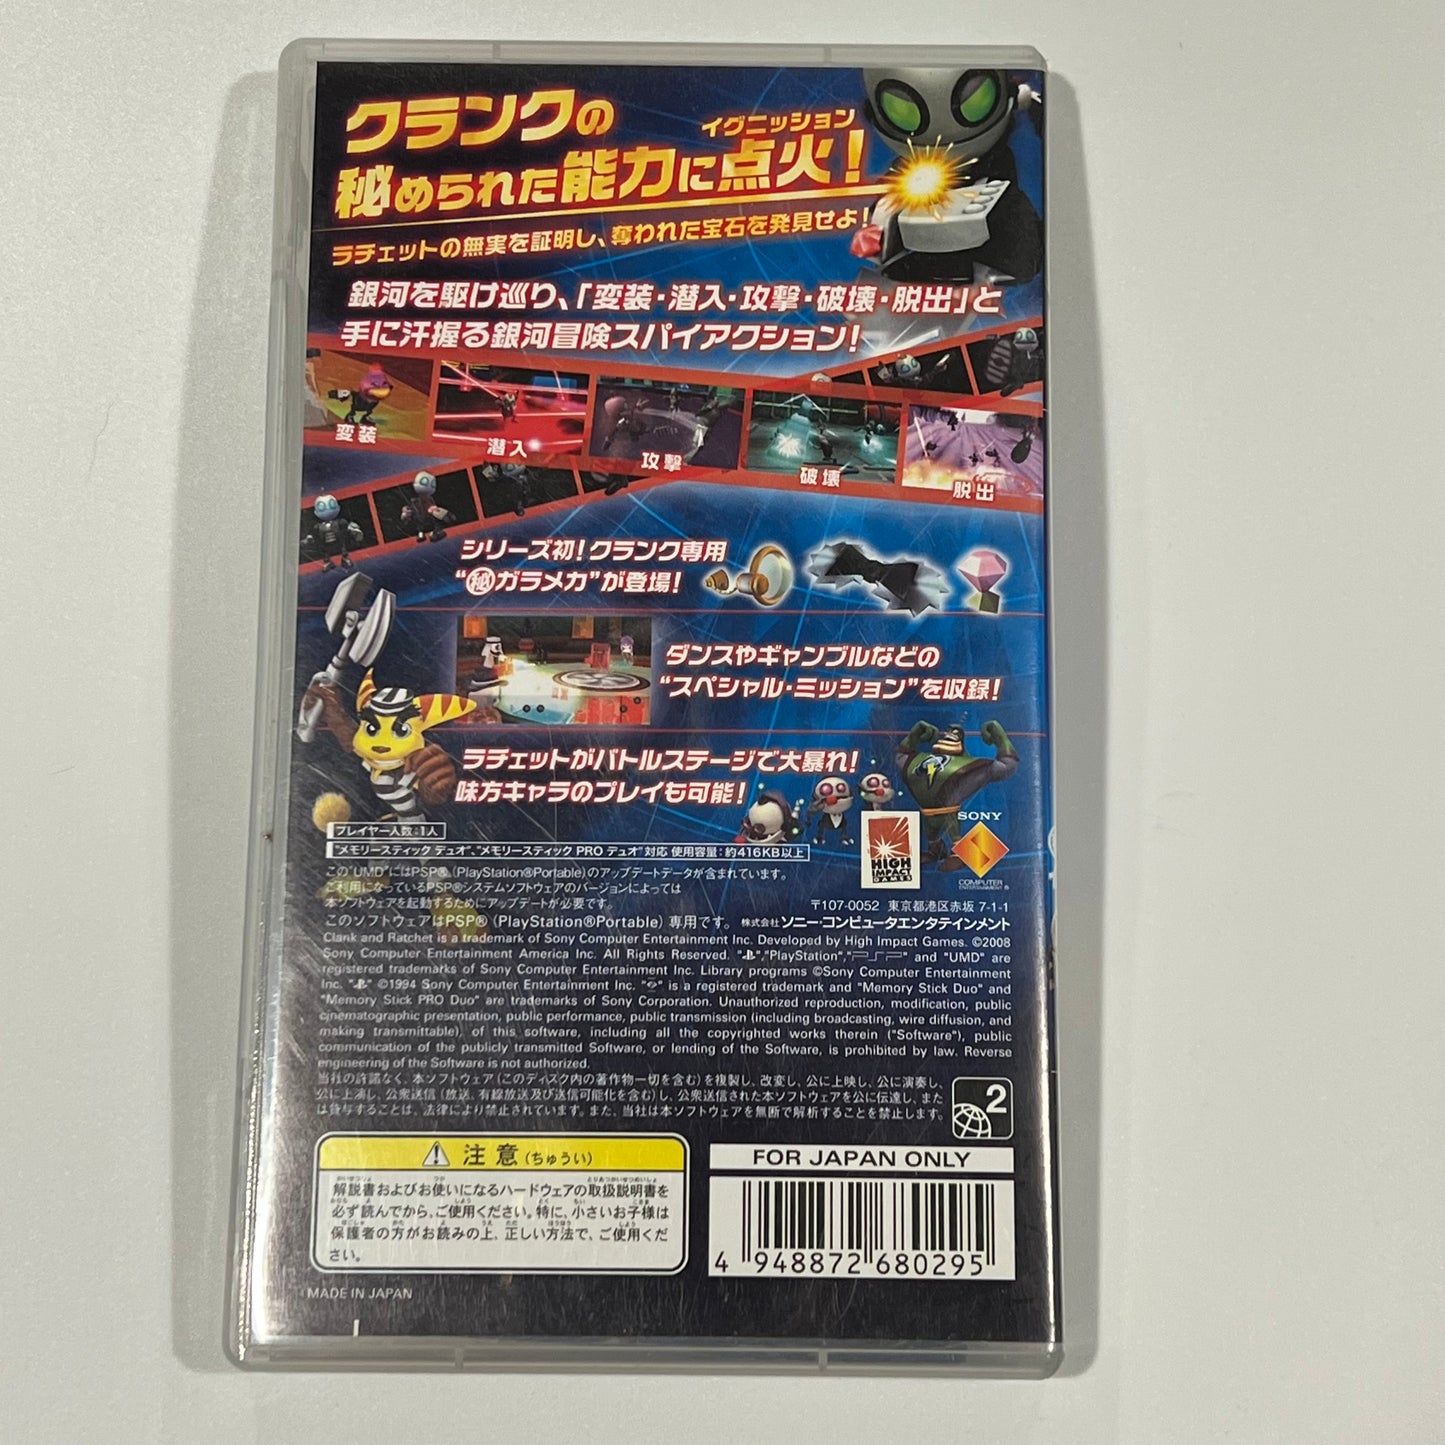 クランクの
イグニッション
秘められた能力に点火!
ラチェットの無実を証明し、奪われた宝石を発見せよ!
銀河を駆け巡り、「変装・潜入・攻撃・破壊・脱出」と
手に汗握る銀河冒険スパイアクション!
変装
潜入
攻撃
破壊
脱出
シリーズ初!クランク専用
“㊙ガラメカ”が登場!
ダンスやギャンブルなどの
“スペシャル・ミッション”を収録!
ラチェットがバトルステージで大暴れ!
味方キャラのプレイも可能!
プレイヤー人数:1人
"メモリースティック デュオ"、"メモリースティック PRO デュオ" 対応 使用容量:約416KB以上
HIGH
IMPACT
GAMES
SONY
COMPUTER
ENTERTAINMENT ®
この"UMD"にはPSP®(PlayStation®Portable)のアップデートデータが含まれています。
ご利用になっているPSP®システムソフトウェアのバージョンによっては
本ソフトウェアを起動するためにアップデートが必要です。
〒107-0052 東京都港区赤坂 7-1-1
このソフトウェアはPSP®(PlayStation®Portable)専用です。 株式会社 ソニー・コンピュータエンタテインメント
Clank and Ratchet is a trademark of Sony Computer Entertainment Inc. Developed by High Impact Games. ©2008
Sony Computer Entertainment America Inc. All Rights Reserved. "","PlayStation","PSP" and "UMD" are
registered trademarks of Sony Computer Entertainment Inc. Library programs ©Sony Computer Entertainment
Inc. "" ©1994 Sony Computer Entertainment Inc. "" is a registered trademark and "Memory Stick Duo" and
"Memory Stick PRO Duo" are trademarks of Sony Corporation. Unauthorized reproduction, modification, public
cinematographic presentation, public performance, public transmission (including broadcasting, wire diffusion, and
making transmittable), of this software, including all the copyrighted works therein ("Software"), public
communication of the publicly transmitted Software, or lending of the Software, is prohibited by law. Reverse
engineering of the Software is not authorized.
当社の許諾なく、本ソフトウェア(このディスク内の著作物一切を含む)を複製し、改変し、公に上映し、公に演奏し、
公に上演し、公衆送信(放送、有線放送及び送信可能化を含む)し、公衆送信された本ソフトウェアを公に伝達し、また
は貸与することは、法律により禁止されています。また、当社は本ソフトウェアを無断で解析することを禁止します。
2
注意(ちゅうい)
解説書およびお使いになるハードウェアの取扱説明書を
必ず読んでから、ご使用ください。特に、小さいお子様は
保護者の方がお読みの上、正しい方法で、ご使用くだ
さい。
FOR JAPAN ONLY
4 948872 680295
MADE IN JAPAN